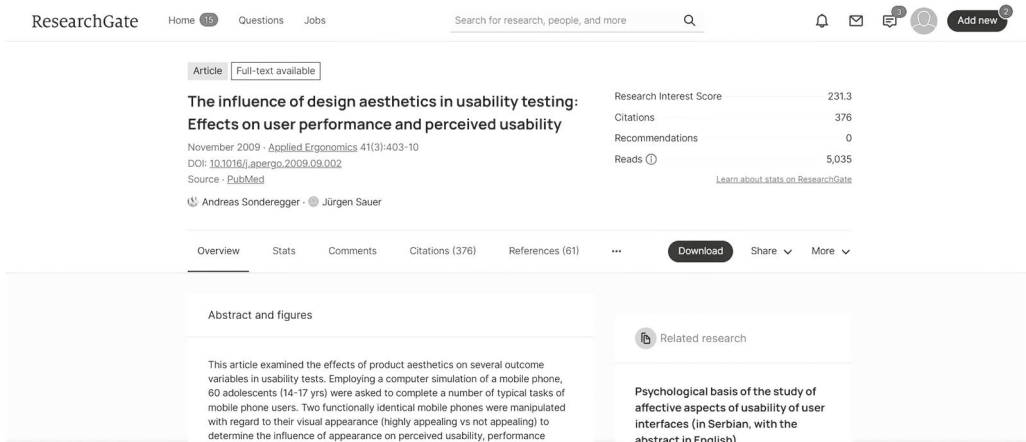 ResearchGate
Home 15 Questions Jobs
Search for research, people, and more
3
Add new 2
Article Full-text available
The influence of design aesthetics in usability testing:
Effects on user performance and perceived usability
November 2009 · Applied Ergonomics 41(3):403-10
DOI: 10.1016/j.apergo.2009.09.002
Source · PubMed
Andreas Sonderegger · Jürgen Sauer
Research Interest Score 231.3
Citations 376
Recommendations 0
Reads 5,035
Learn about stats on ResearchGate
Overview Stats Comments Citations (376) References (61) ••• Download Share More
Abstract and figures
This article examined the effects of product aesthetics on several outcome
variables in usability tests. Employing a computer simulation of a mobile phone,
60 adolescents (14-17 yrs) were asked to complete a number of typical tasks of
mobile phone users. Two functionally identical mobile phones were manipulated
with regard to their visual appearance (highly appealing vs not appealing) to
determine the influence of appearance on perceived usability, performance
Related research
Psychological basis of the study of
affective aspects of usability of user
interfaces (in Serbian, with the
abstract in English)